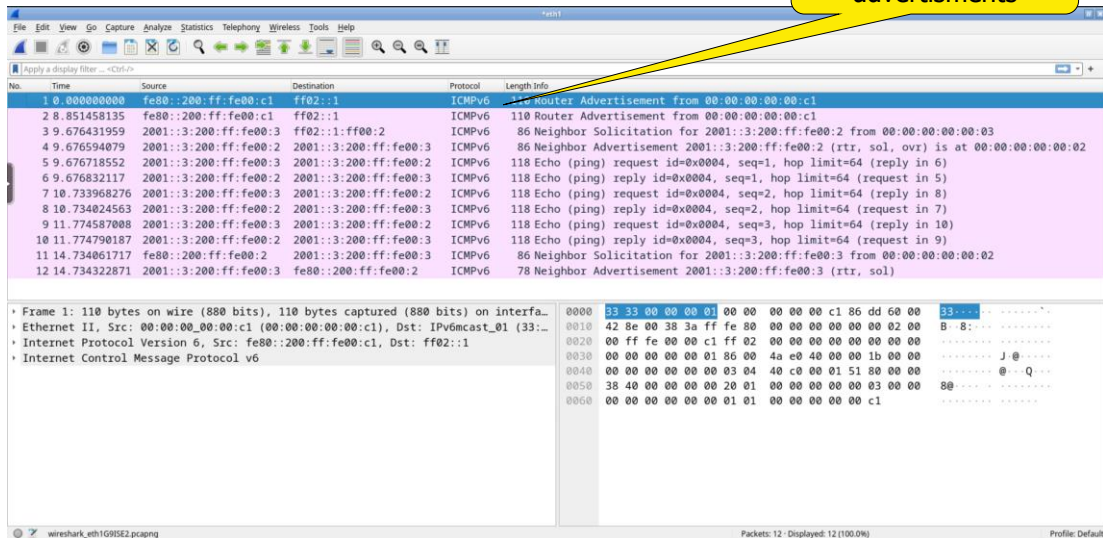 advertisments
*eth1
File Edit View Go Capture Analyze Statistics Telephony Wireless Tools Help
Apply a display filter ... <Ctrl-/>
No. Time Source Destination Protocol Length Info
1 0.000000000 fe80::200:ff:fe00:c1 ff02::1 ICMPv6 110 Router Advertisement from 00:00:00:00:00:c1
2 8.851458135 fe80::200:ff:fe00:c1 ff02::1 ICMPv6 110 Router Advertisement from 00:00:00:00:00:c1
3 9.676431959 2001::3:200:ff:fe00:3 ff02::1:ff00:2 ICMPv6 86 Neighbor Solicitation for 2001::3:200:ff:fe00:2 from 00:00:00:00:00:03
4 9.676594079 2001::3:200:ff:fe00:2 2001::3:200:ff:fe00:3 ICMPv6 86 Neighbor Advertisement 2001::3:200:ff:fe00:2 (rtr, sol, ovr) is at 00:00:00:00:00:02
5 9.676718552 2001::3:200:ff:fe00:3 2001::3:200:ff:fe00:2 ICMPv6 118 Echo (ping) request id=0x0004, seq=1, hop limit=64 (reply in 6)
6 9.676832117 2001::3:200:ff:fe00:2 2001::3:200:ff:fe00:3 ICMPv6 118 Echo (ping) reply id=0x0004, seq=1, hop limit=64 (request in 5)
7 10.733968276 2001::3:200:ff:fe00:3 2001::3:200:ff:fe00:2 ICMPv6 118 Echo (ping) request id=0x0004, seq=2, hop limit=64 (reply in 8)
8 10.734024563 2001::3:200:ff:fe00:2 2001::3:200:ff:fe00:3 ICMPv6 118 Echo (ping) reply id=0x0004, seq=2, hop limit=64 (request in 7)
9 11.774587008 2001::3:200:ff:fe00:3 2001::3:200:ff:fe00:2 ICMPv6 118 Echo (ping) request id=0x0004, seq=3, hop limit=64 (reply in 10)
10 11.774790187 2001::3:200:ff:fe00:2 2001::3:200:ff:fe00:3 ICMPv6 118 Echo (ping) reply id=0x0004, seq=3, hop limit=64 (request in 9)
11 14.734061717 fe80::200:ff:fe00:2 2001::3:200:ff:fe00:3 ICMPv6 86 Neighbor Solicitation for 2001::3:200:ff:fe00:3 from 00:00:00:00:00:02
12 14.734322871 2001::3:200:ff:fe00:3 fe80::200:ff:fe00:2 ICMPv6 78 Neighbor Advertisement 2001::3:200:ff:fe00:3 (rtr, sol)
Frame 1: 110 bytes on wire (880 bits), 110 bytes captured (880 bits) on interfa…
Ethernet II, Src: 00:00:00_00:00:c1 (00:00:00:00:00:c1), Dst: IPv6mcast_01 (33:…
Internet Protocol Version 6, Src: fe80::200:ff:fe00:c1, Dst: ff02::1
Internet Control Message Protocol v6
0000 33 33 00 00 00 01 00 00 00 00 00 c1 86 dd 60 00 33···· ·· ······`·
0010 42 8e 00 38 3a ff fe 80 00 00 00 00 00 00 02 00 B··8:··· ········
0020 00 ff fe 00 00 c1 ff 02 00 00 00 00 00 00 00 00 ········ ········
0030 00 00 00 00 00 01 86 00 4a e0 40 00 00 1b 00 00 ········ J·@·····
0040 00 00 00 00 00 00 03 04 40 c0 00 01 51 80 00 00 ········ @···Q···
0050 38 40 00 00 00 00 20 01 00 00 00 00 00 03 00 00 8@···· · ········
0060 00 00 00 00 00 00 01 01 00 00 00 00 00 c1 ········ ······
wireshark_eth1G9ISE2.pcapng Packets: 12 · Displayed: 12 (100.0%) Profile: Default